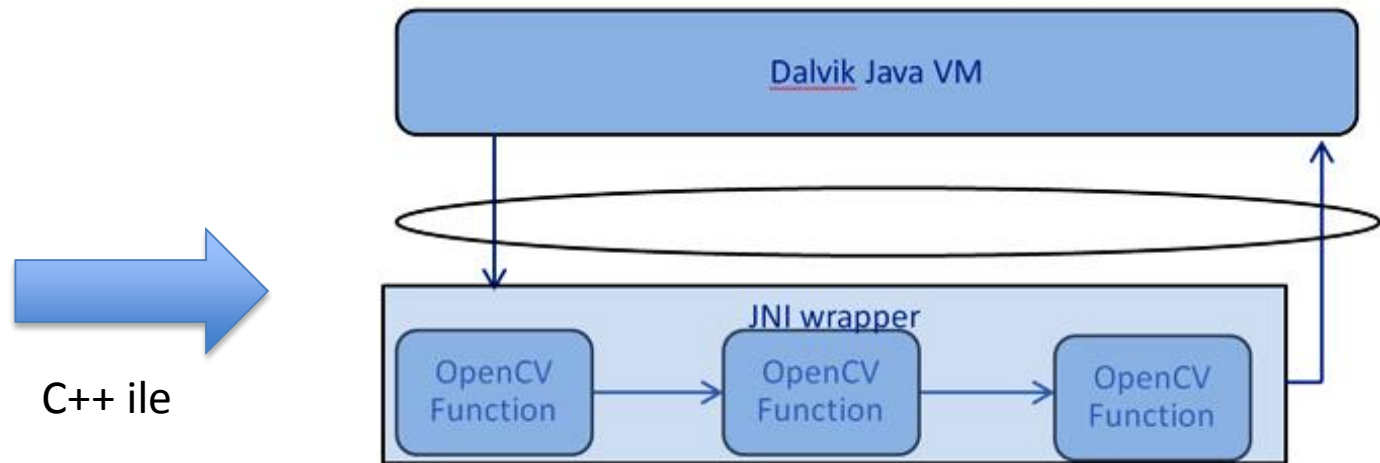 Dalvik Java VM
JNI wrapper
OpenCV
Function
OpenCV
Function
OpenCV
Function
C++ ile